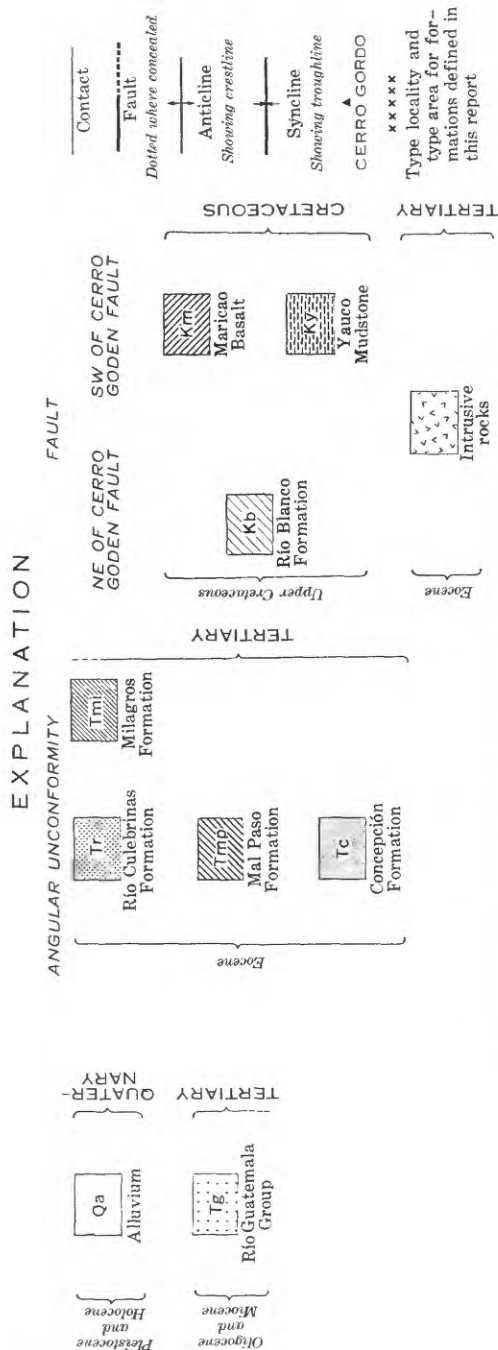 EXPLANATION
Pleistocene
and
Holocene
Qa
Alluvium
QUATER-
NARY
Oligocene
and
Miocene
Tg
Río Guatemala
Group
TERTIARY
ANGULAR UNCONFORMITY
Eocene
Tr
Río Culebrinas
Formation
Tmi
Milagros
Formation
Tmp
Mal Paso
Formation
Tc
Concepción
Formation
TERTIARY
FAULT
NE OF CERRO
GODEN FAULT
SW OF CERRO
GODEN FAULT
Upper Cretaceous
Kb
Río Blanco
Formation
Km
Maricao
Basalt
Ky
Yauco
Mudstone
CRETACEOUS
Eocene
Intrusive
rocks
TERTIARY
Contact
Fault
Dotted where concealed
Anticline
Showing crestline
Syncline
Showing troughline
CERRO GORDO
x x x x x
Type locality and
type area for for-
mations defined in
this report